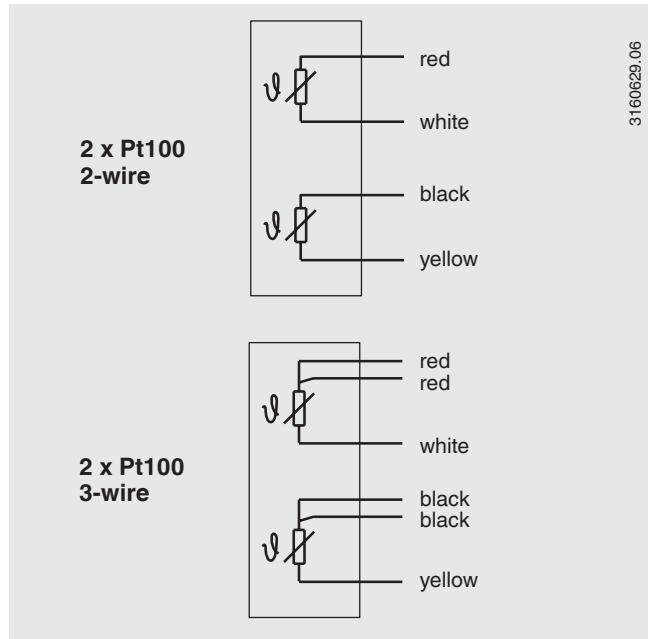 2 x Pt100
2-wire
ϑ
red
white
ϑ
black
yellow
2 x Pt100
3-wire
ϑ
red
red
white
ϑ
black
black
yellow
3160629.06